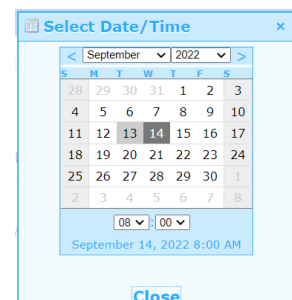 Select Date/Time ×
< September 2022 >
S M T W T F S
28 29 30 31 1 2 3
4 5 6 7 8 9 10
11 12 13 14 15 16 17
18 19 20 21 22 23 24
25 26 27 28 29 30 1
2 3 4 5 6 7 8
08 : 00
September 14, 2022 8:00 AM
Close